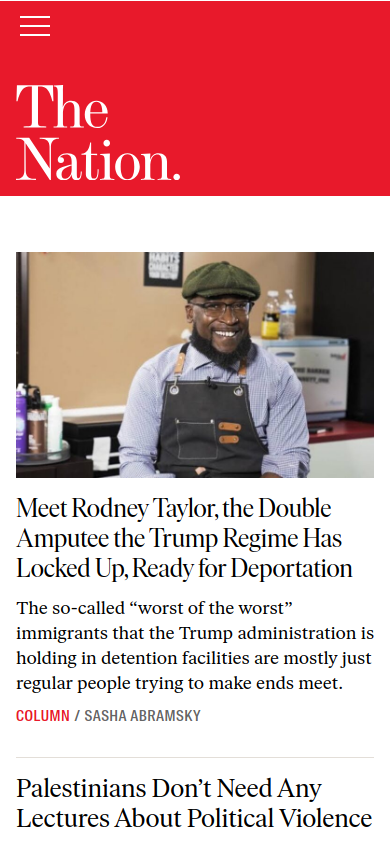 The
Nation.
HABITS
Meet Rodney Taylor, the Double
Amputee the Trump Regime Has
Locked Up, Ready for Deportation
The so-called “worst of the worst”
immigrants that the Trump administration is
holding in detention facilities are mostly just
regular people trying to make ends meet.
COLUMN / SASHA ABRAMSKY
Palestinians Don’t Need Any
Lectures About Political Violence